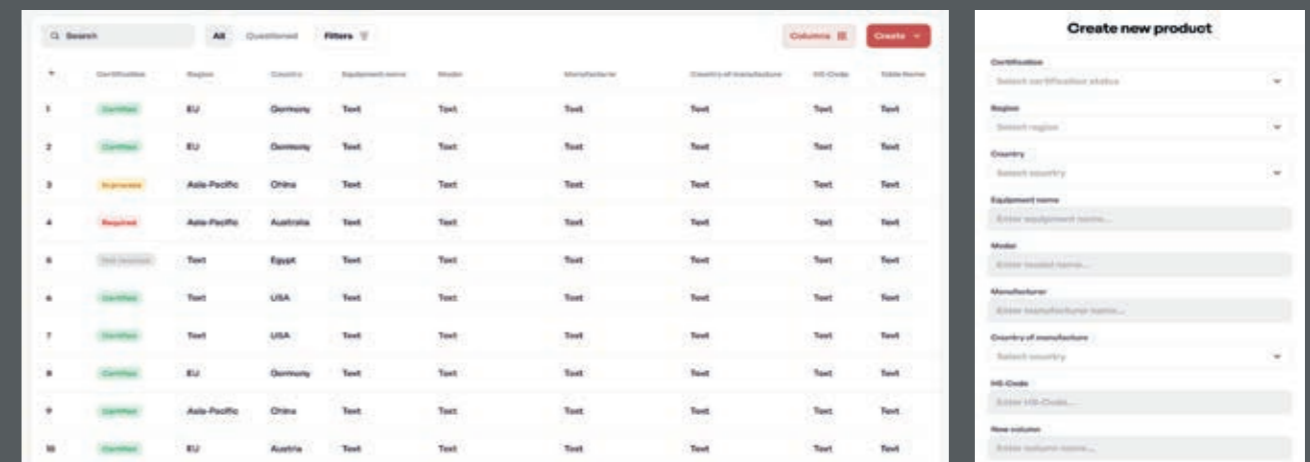 Search All Questioned Filters Columns Create
# Certification Region Country Equipment name Model Manufacturer Country of manufacture HS-Code Table Name
1 Certified EU Germany Text Text Text Text Text Text
2 Certified EU Germany Text Text Text Text Text Text
3 In process Asia-Pacific China Text Text Text Text Text Text
4 Required Asia-Pacific Australia Text Text Text Text Text Text
5 Text Egypt Text Text Text Text Text Text
6 Certified Text USA Text Text Text Text Text Text
7 Certified Text USA Text Text Text Text Text Text
8 Certified EU Germany Text Text Text Text Text Text
9 Certified Asia-Pacific China Text Text Text Text Text Text
10 Certified EU Austria Text Text Text Text Text Text
Create new product
Certification
Select certification status
Region
Select region
Country
Select country
Equipment name
Enter equipment name...
Model
Enter model name...
Manufacturer
Enter manufacturer name...
Country of manufacture
Select country
HS-Code
Enter HS-Code...
New column
Enter column name...